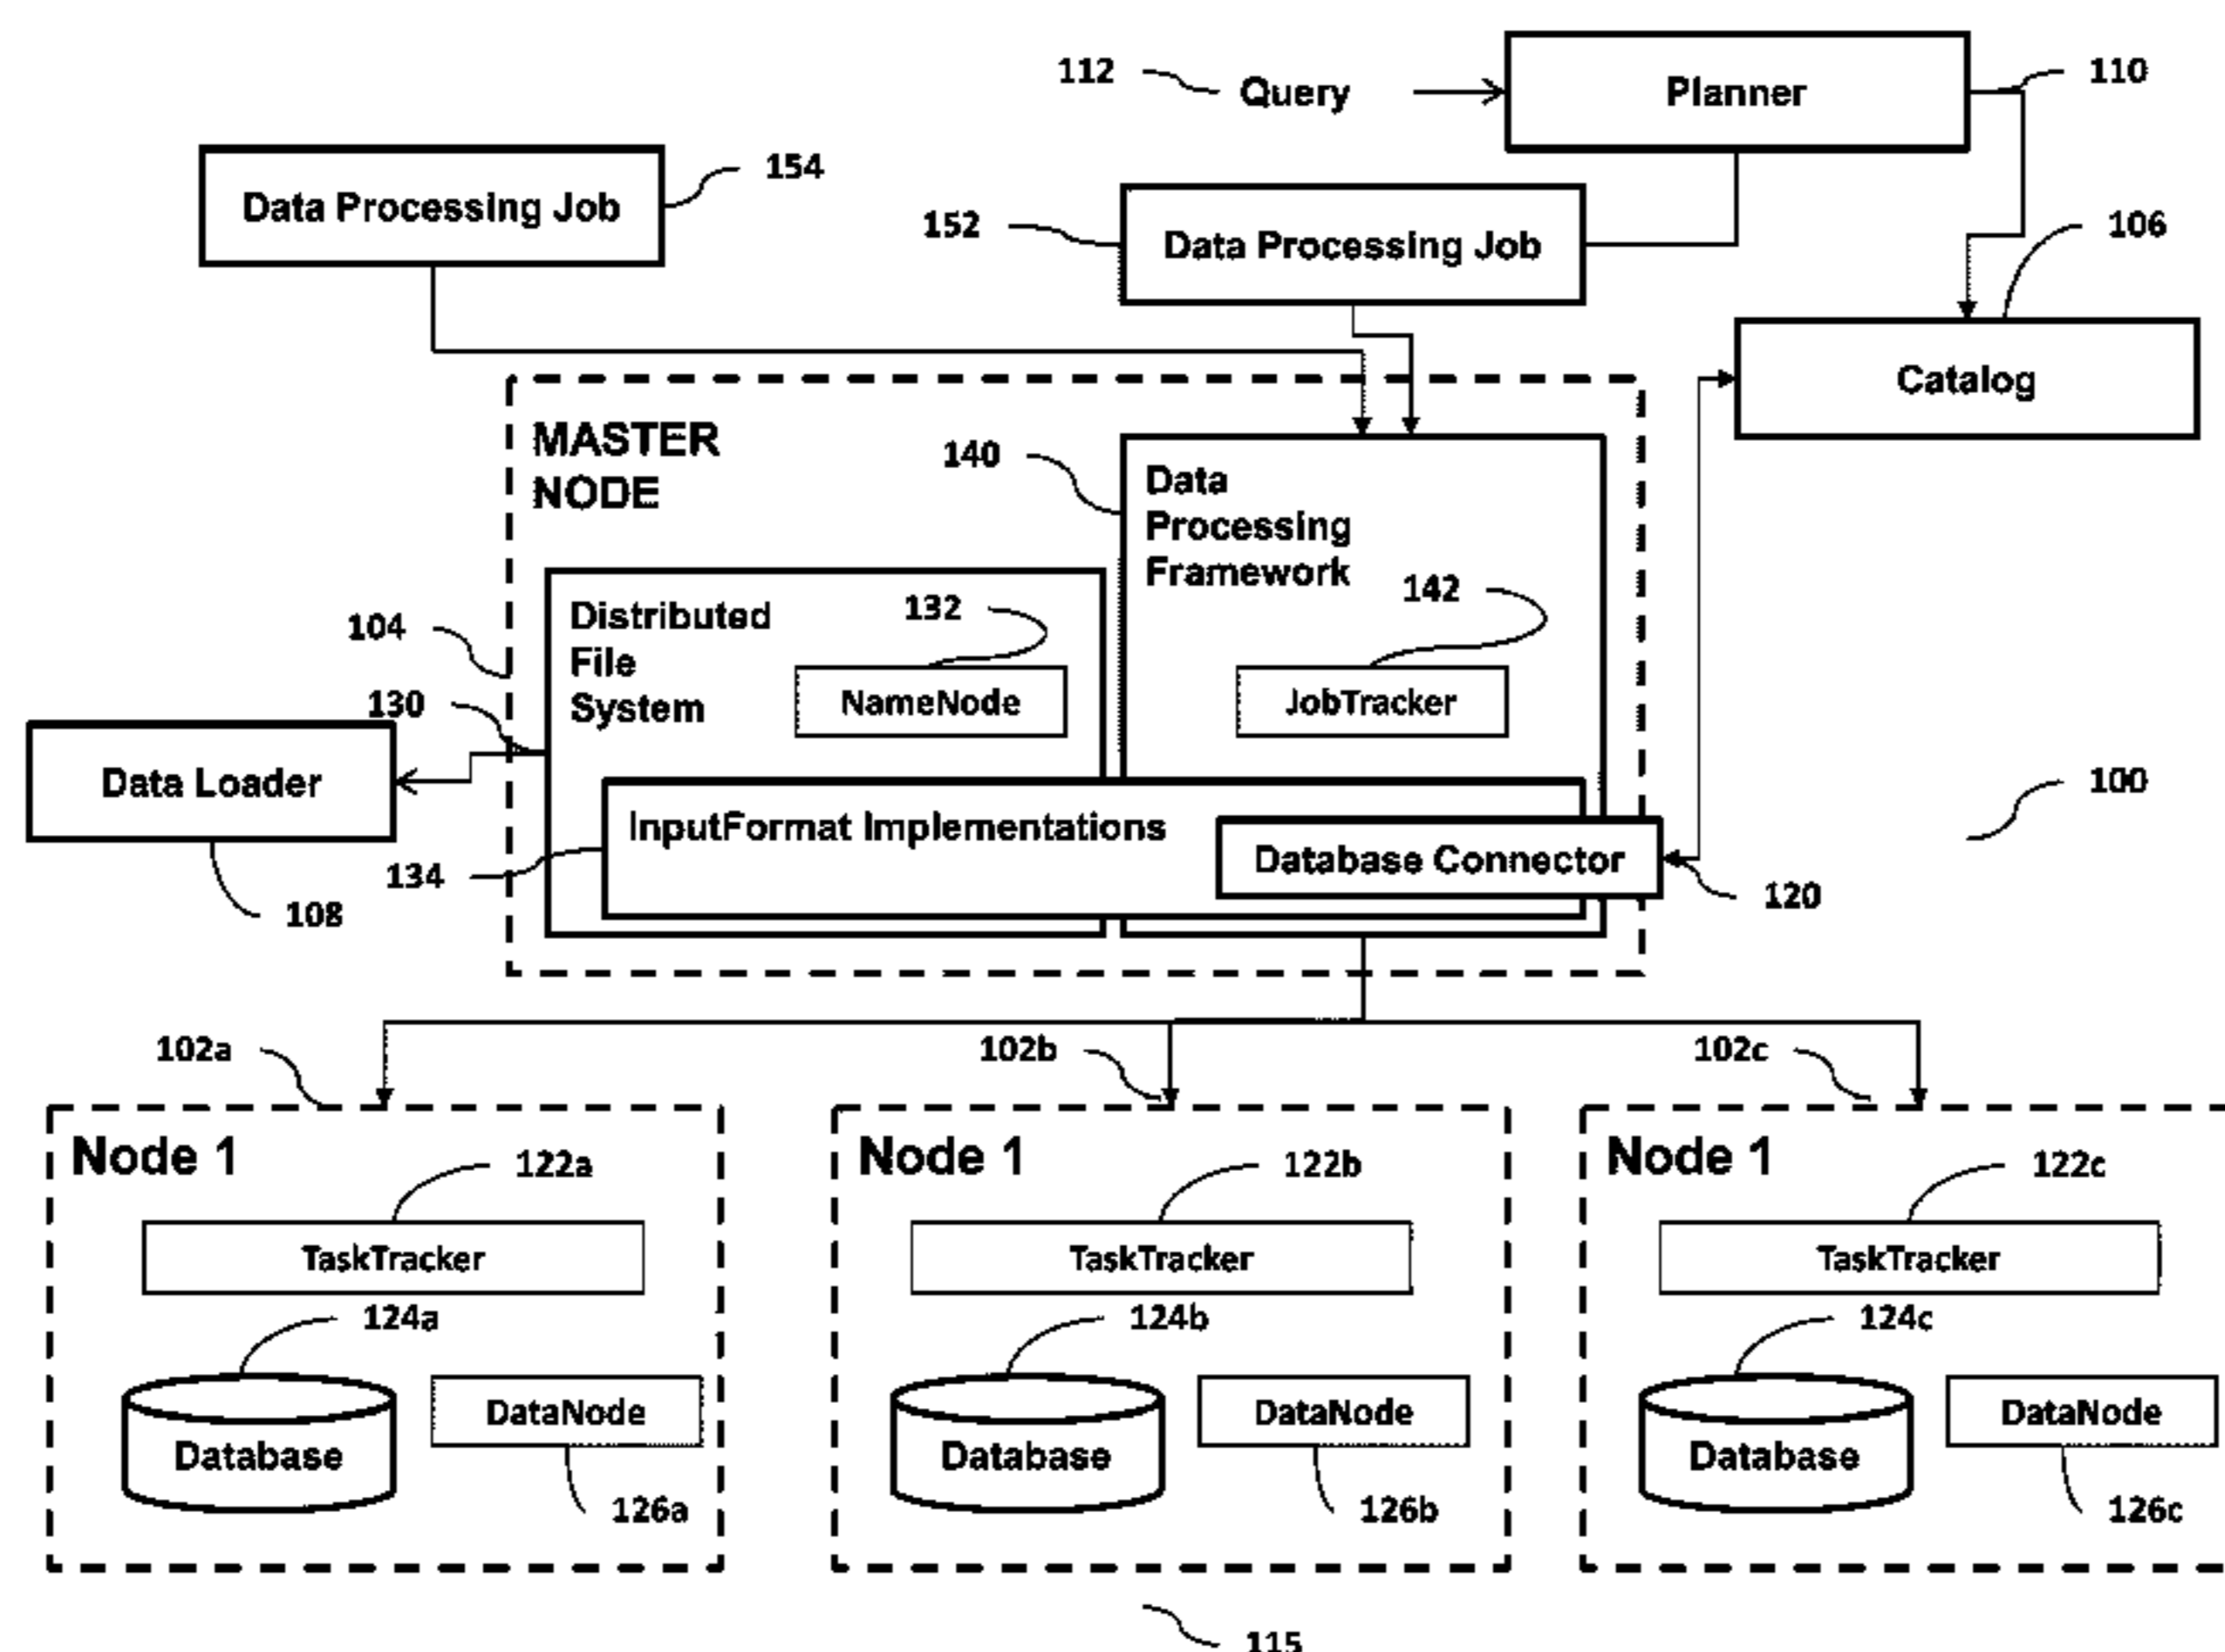 112 Query Planner 110
Data Processing Job 154
152 Data Processing Job 106
Catalog
MASTER
NODE
140 Data
Processing
Framework
104 Distributed
File
System
132
NameNode
142
JobTracker
130
Data Loader
108
100
InputFormat Implementations
Database Connector
134
120
102a 102b 102c
Node 1 122a
TaskTracker
124a
Database
DataNode
126a
Node 1 122b
TaskTracker
124b
Database
DataNode
126b
Node 1 122c
TaskTracker
124c
Database
DataNode
126c
115